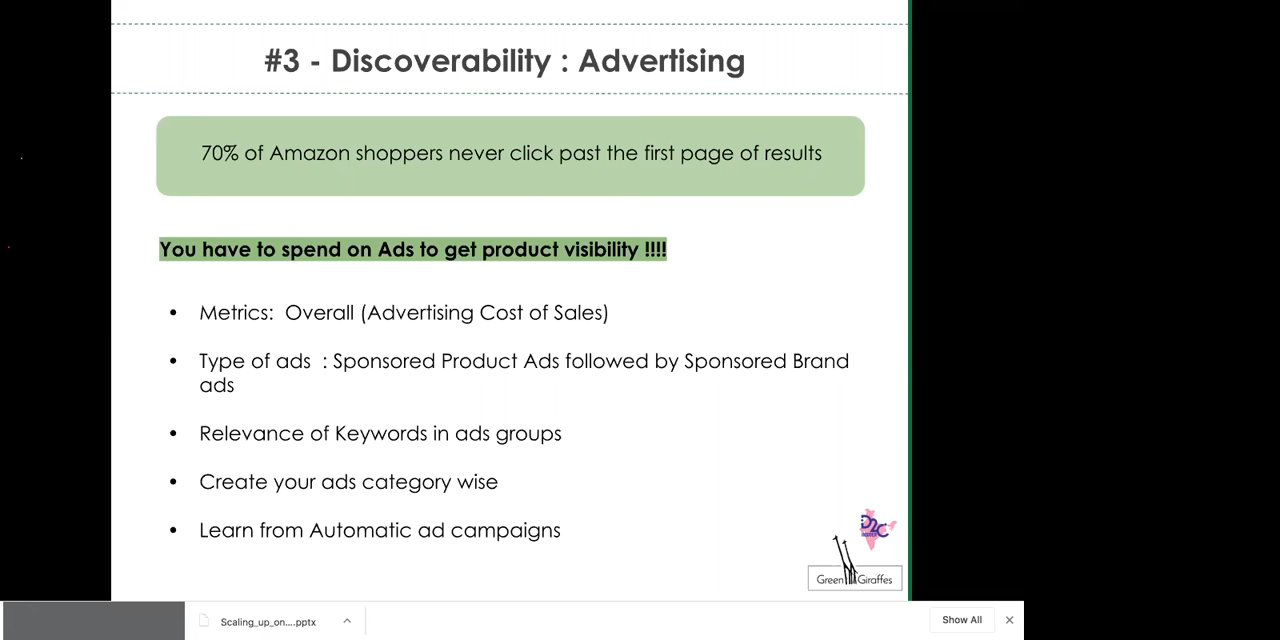 #3 - Discoverability : Advertising
70% of Amazon shoppers never click past the first page of results
You have to spend on Ads to get product visibility !!!!
• Metrics: Overall (Advertising Cost of Sales)
• Type of ads : Sponsored Product Ads followed by Sponsored Brand
ads
• Relevance of Keywords in ads groups
• Create your ads category wise
• Learn from Automatic ad campaigns
D2C
Green Giraffes
Scaling_up_on....pptx
Show All